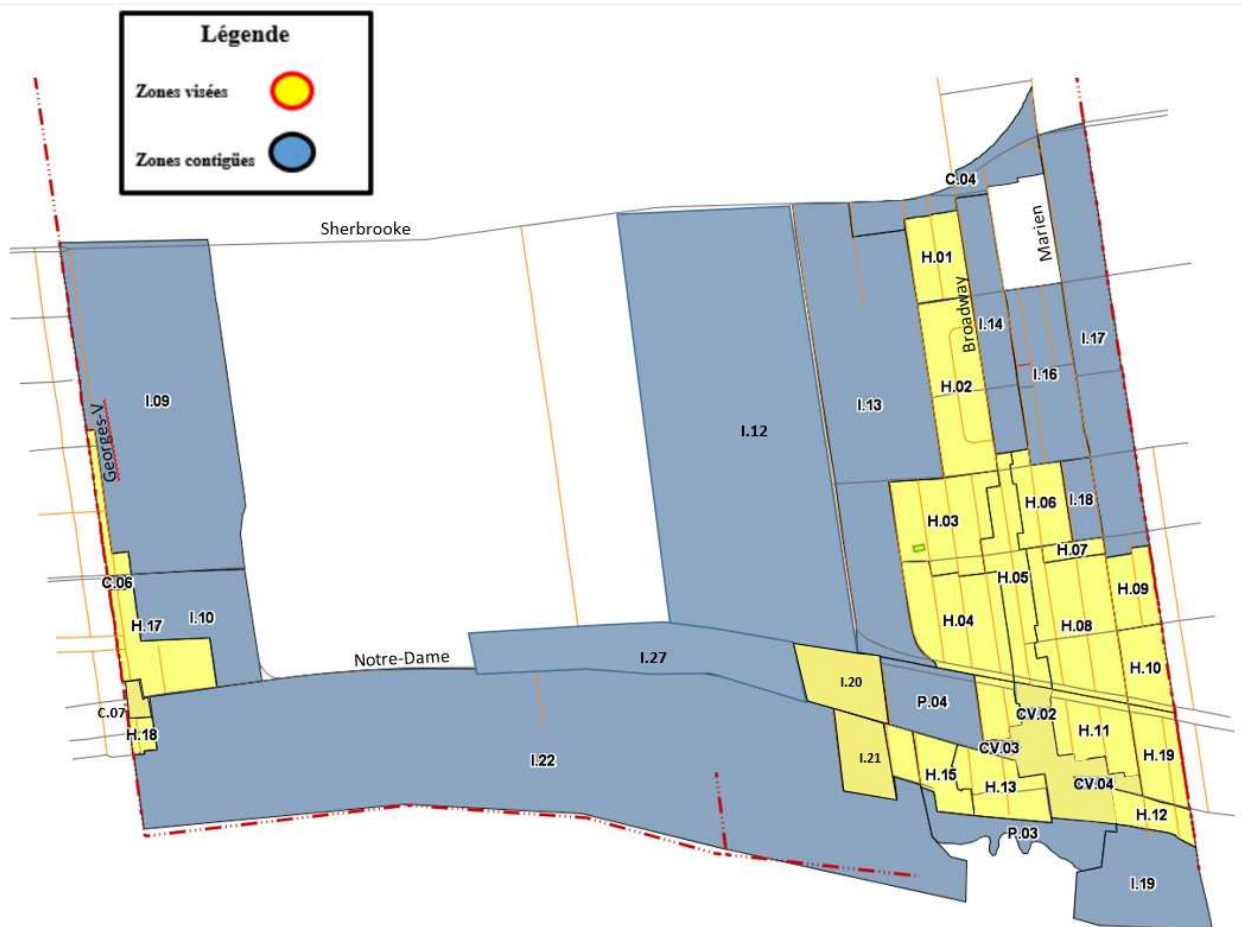 Légende
Zones visées
Zones contigües
C.04
Sherbrooke
Marien
H.01
Broadway
I.14
I.17
I.16
H.02
I.09
I.13
I.12
Georges-V
H.06
I.18
H.03
H.07
H.05
C.06
H.09
I.10
H.17
H.04
H.08
Notre-Dame
I.27
H.10
I.20
P.04
C.07
CV.02
H.18
H.11
CV.03
I.22
I.21
H.19
H.15
H.13
CV.04
H.12
P.03
I.19